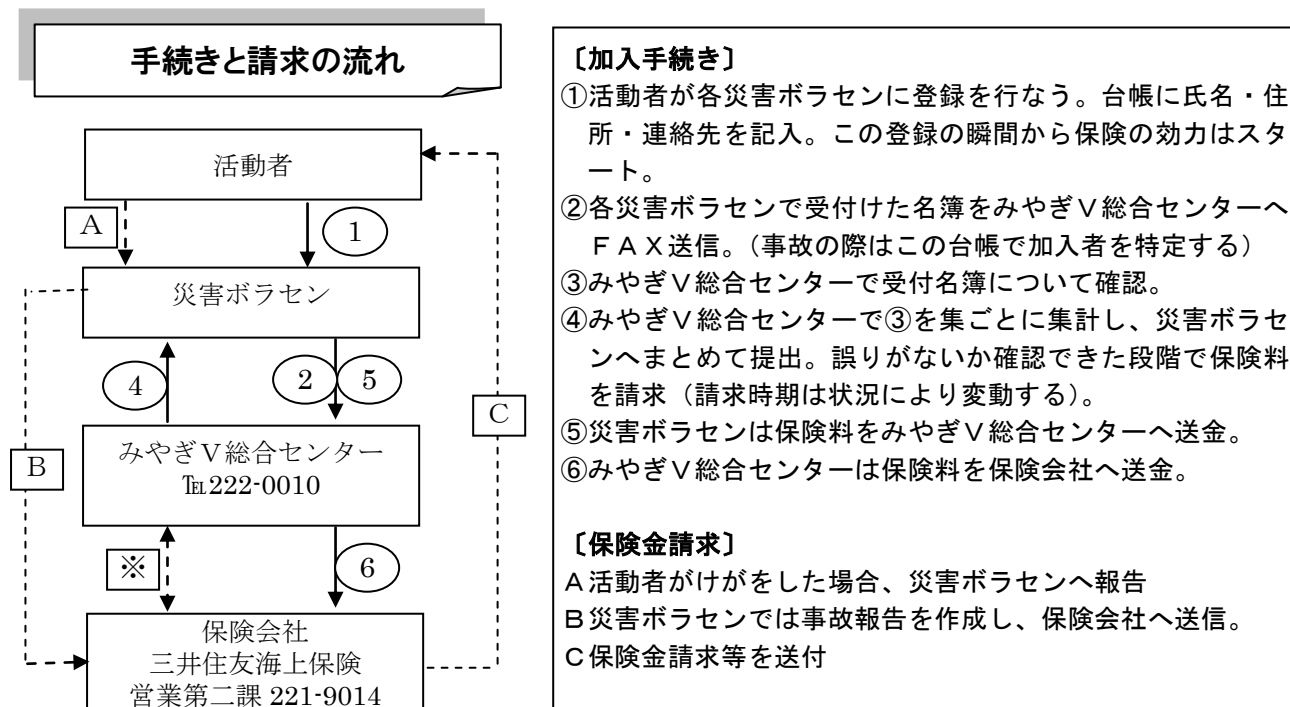 手続きと請求の流れ
活動者
A
①
災害ボラセン
④
②
⑤
C
B
みやぎV総合センター
℡222-0010
※
⑥
保険会社
三井住友海上保険
営業第二課 221-9014
〔加入手続き〕
①活動者が各災害ボラセンに登録を行なう。台帳に氏名・住
所・連絡先を記入。この登録の瞬間から保険の効力はスタ
ート。
②各災害ボラセンで受付けた名簿をみやぎV総合センターへ
FAX送信。(事故の際はこの台帳で加入者を特定する)
③みやぎV総合センターで受付名簿について確認。
④みやぎV総合センターで③を集ごとに集計し、災害ボラセ
ンへまとめて提出。誤りがないか確認できた段階で保険料
を請求(請求時期は状況により変動する)。
⑤災害ボラセンは保険料をみやぎV総合センターへ送金。
⑥みやぎV総合センターは保険料を保険会社へ送金。
〔保険金請求〕
A活動者がけがをした場合、災害ボラセンへ報告
B災害ボラセンでは事故報告を作成し、保険会社へ送信。
C保険金請求等を送付